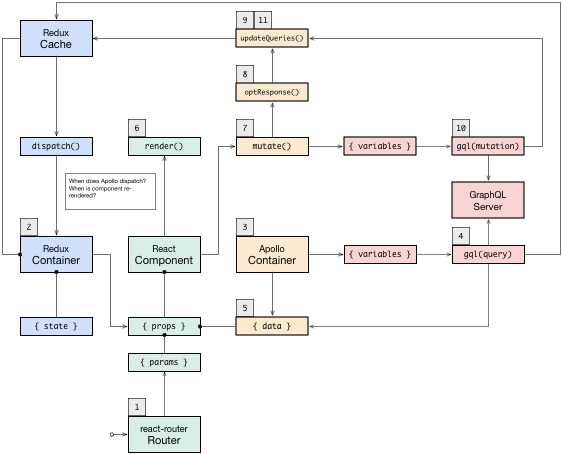 9 11
Redux
Cache
updateQueries()
8
optResponse()
6
7
10
dispatch()
render()
mutate()
{ variables }
gql(mutation)
When does Apollo dispatch?
When is component re-
rendered?
GraphQL
Server
2
3
4
Redux
Container
React
Component
Apollo
Container
{ variables }
gql(query)
5
{ state }
{ props }
{ data }
{ params }
1
react-router
Router